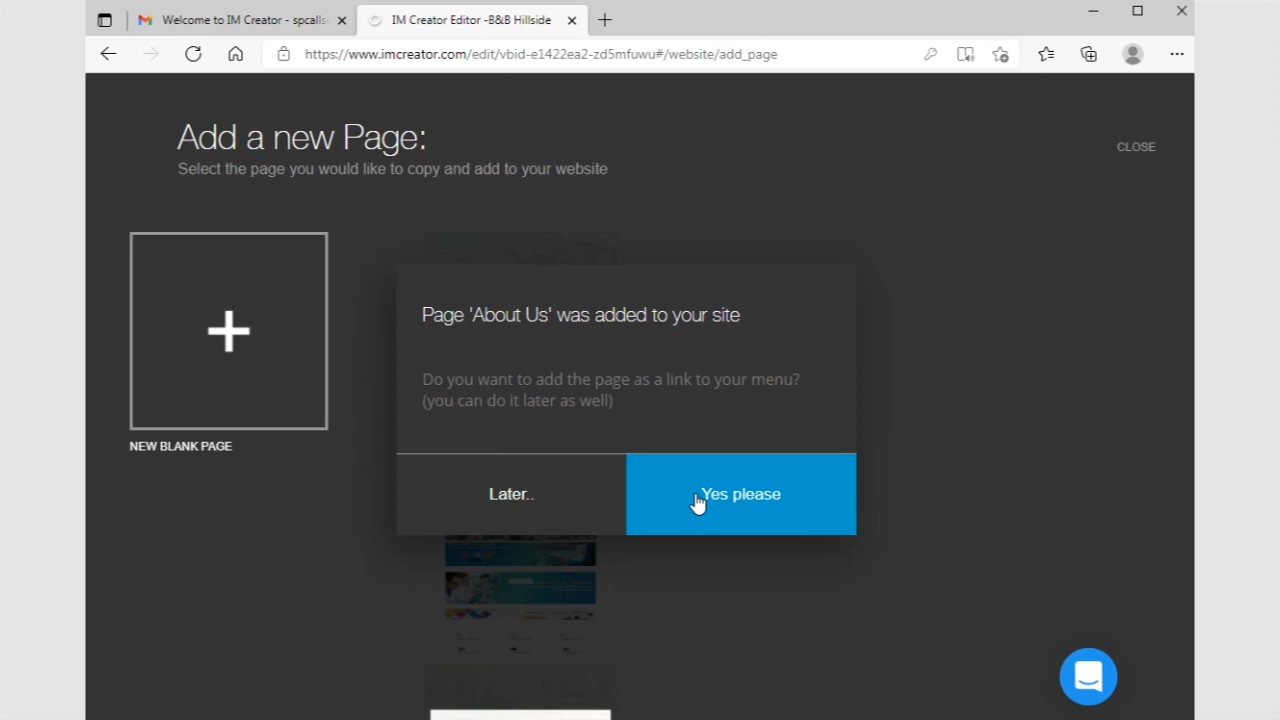 Welcome to IM Creator - spcalls
IM Creator Editor -B&B Hillside
https://www.imcreator.com/edit/vbid-e1422ea2-zd5mfuwu#/website/add_page
Add a new Page:
CLOSE
Select the page you would like to copy and add to your website
Page 'About Us' was added to your site
Do you want to add the page as a link to your menu?
(you can do it later as well)
NEW BLANK PAGE
Later..
Yes please